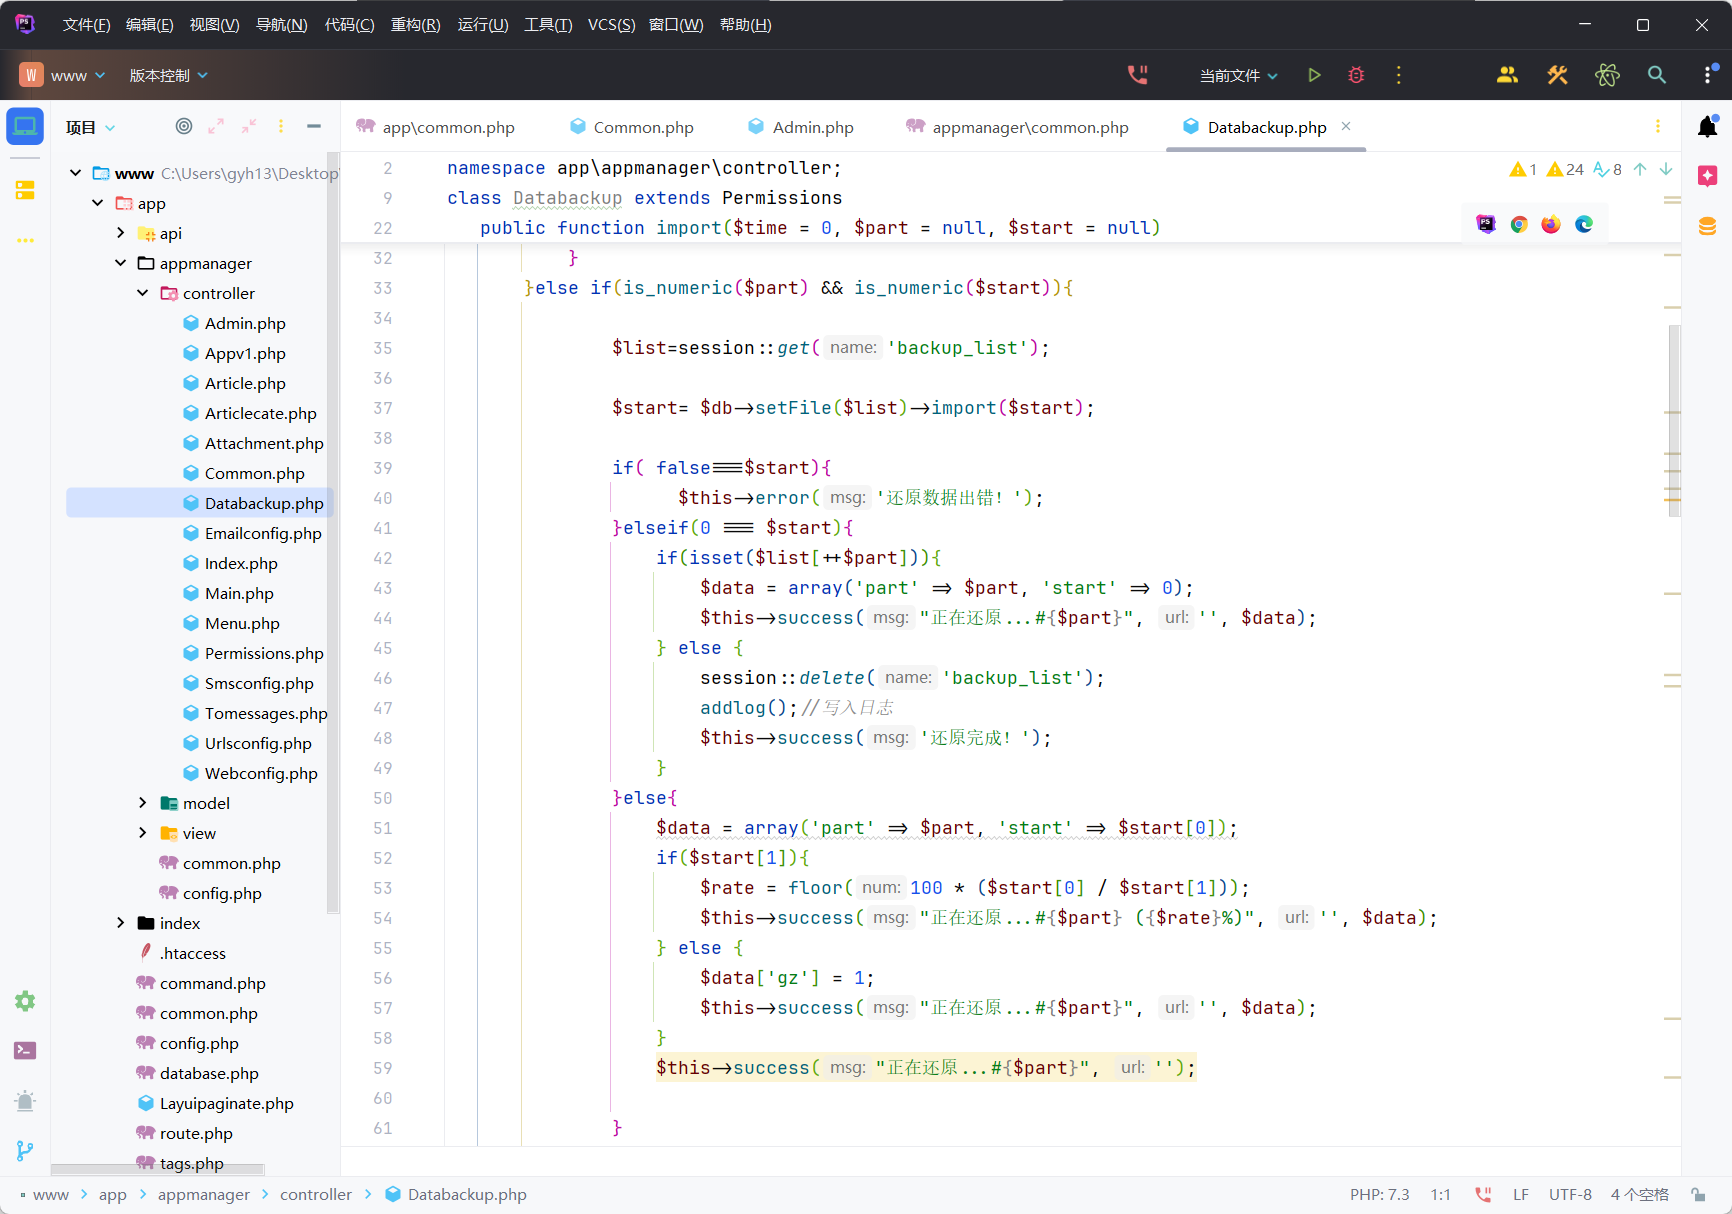 文件(F) 编辑(E) 视图(V) 导航(N) 代码(C) 重构(R) 运行(U) 工具(T) VCS(S) 窗口(W) 帮助(H)
W www 版本控制 当前文件
项目
www C:\Users\gyh13\Desktop\
app
api
appmanager
controller
Admin.php
Appv1.php
Article.php
Articlecate.php
Attachment.php
Common.php
Databackup.php
Emailconfig.php
Index.php
Main.php
Menu.php
Permissions.php
Smsconfig.php
Tomessages.php
Urlsconfig.php
Webconfig.php
model
view
common.php
config.php
index
.htaccess
command.php
common.php
config.php
database.php
Layuipaginate.php
route.php
tags.php
app\common.php Common.php Admin.php appmanager\common.php Databackup.php
1 24 8
2 namespace app\appmanager\controller;
9 class Databackup extends Permissions
22 public function import($time = 0, $part = null, $start = null)
32 }
33 }else if(is_numeric($part) && is_numeric($start)){
34
35 $list=session::get( name: 'backup_list');
36
37 $start= $db->setFile($list)->import($start);
38
39 if( false===$start){
40 $this->error( msg: '还原数据出错! ');
41 }elseif(0 === $start){
42 if(isset($list[++$part])){
43 $data = array('part' => $part, 'start' => 0);
44 $this->success( msg: "正在还原...#{$part}", url: '', $data);
45 } else {
46 session::delete( name: 'backup_list');
47 addlog();//写入日志
48 $this->success( msg: '还原完成! ');
49 }
50 }else{
51 $data = array('part' => $part, 'start' => $start[0]);
52 if($start[1]){
53 $rate = floor( num: 100 * ($start[0] / $start[1]));
54 $this->success( msg: "正在还原...#{$part} ({$rate}%)", url: '', $data);
55 } else {
56 $data['gz'] = 1;
57 $this->success( msg: "正在还原...#{$part}", url: '', $data);
58 }
59 $this->success( msg: "正在还原...#{$part}", url: '');
60
61 }
www > app > appmanager > controller > Databackup.php
PHP: 7.3 1:1 LF UTF-8 4 个空格